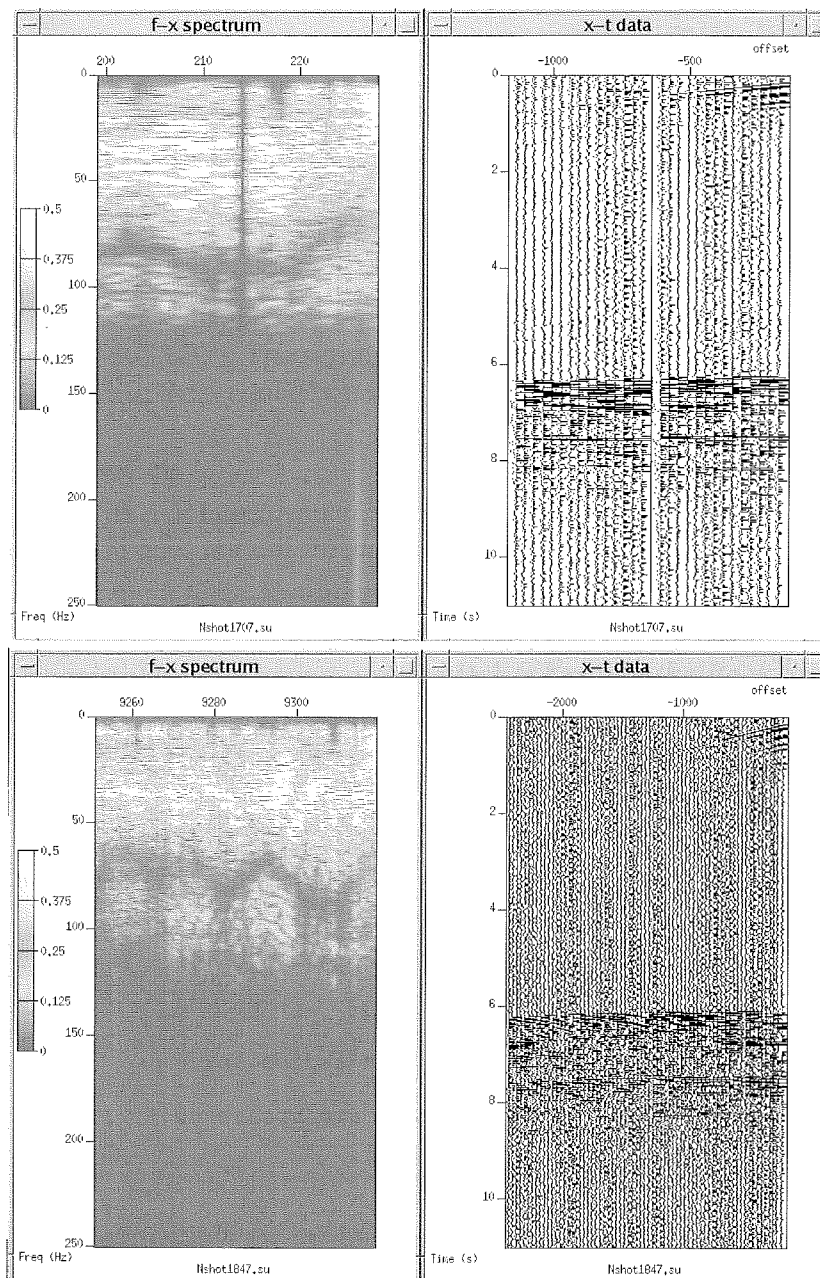 f-x spectrum
200 210 220
0
50
100
150
200
250
0.5
0.375
0.25
0.125
0
Freq (Hz)
Nshot1707.su
x-t data
offset
-1000 -500
0
2
4
6
8
10
Time (s)
Nshot1707.su
f-x spectrum
9260 9280 9300
0
50
100
150
200
250
0.5
0.375
0.25
0.125
0
Freq (Hz)
Nshot1847.su
x-t data
offset
-2000 -1000
0
2
4
6
8
10
Time (s)
Nshot1847.su